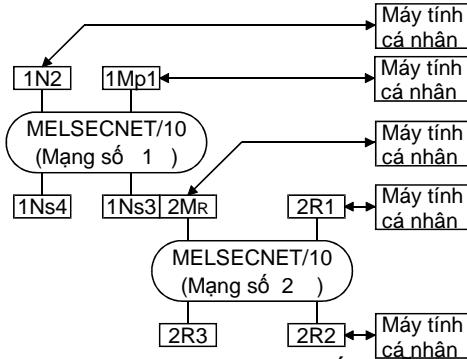 Máy tính
cá nhân
1N2 1Mp1
Máy tính
cá nhân
MELSECNET/10
(Mạng số 1 )
Máy tính
cá nhân
1Ns4 1Ns3 2MR 2R1
Máy tính
cá nhân
MELSECNET/10
(Mạng số 2 )
2R3 2R2
Máy tính
cá nhân